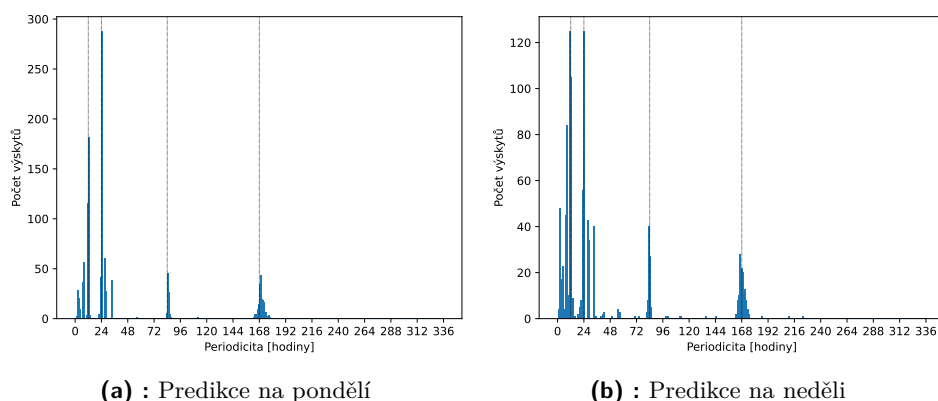 300
250
200
150
100
50
0
Počet výskytů
0 24 48 72 96 120 144 168 192 216 240 264 288 312 336
Periodicita [hodiny]
120
100
80
60
40
20
0
Počet výskytů
0 24 48 72 96 120 144 168 192 216 240 264 288 312 336
Periodicita [hodiny]
(a) : Predikce na pondělí
(b) : Predikce na neděli